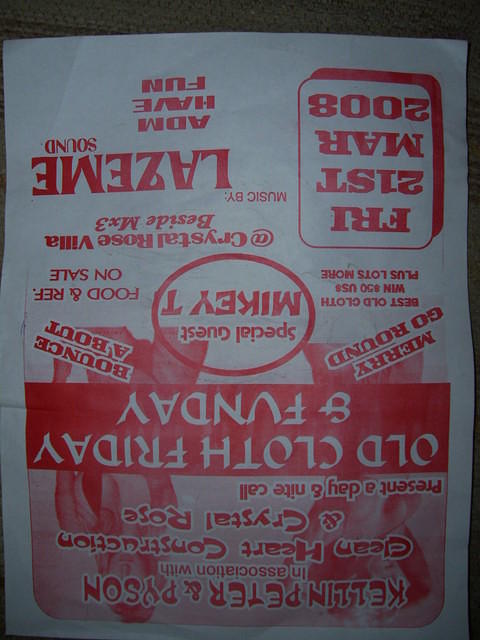 KELLIN PETER & PYSON
In association with
Clean Heart Construction
& Crystal Rose
Present a day & nite call
OLD CLOTH FRIDAY
& FUNDAY
MERRY
GO ROUND
BOUNCE
A'BOUT
Special Guest
MIKEY T
BEST OLD CLOTH
WIN $50 US$
PLUS LOTS MORE
FOOD & REF.
ON SALE
@ Crystal Rose Villa
Beside Mx3
FRI
21ST
MAR
2008
MUSIC BY:
LAZEME
SOUND
ADM
HAVE
FUN